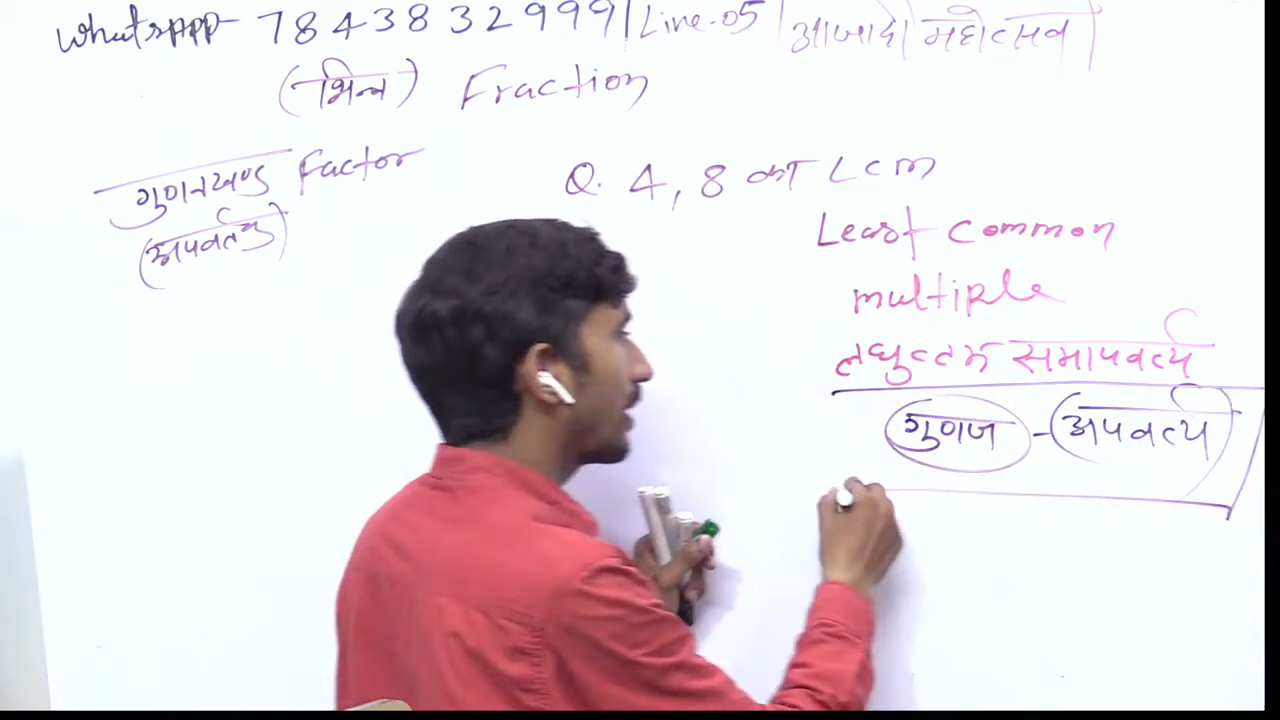 Whatsapp - 7843832999 | Line-05 | आजादी महोत्सव |
(भिन्न) Fraction
गुणनखण्ड Factor
(अपवर्तक)
Q. 4, 8 का Lcm
Least common
multiple
लघुत्तम समापवर्त्य
गुणज - (अपवर्त्य)